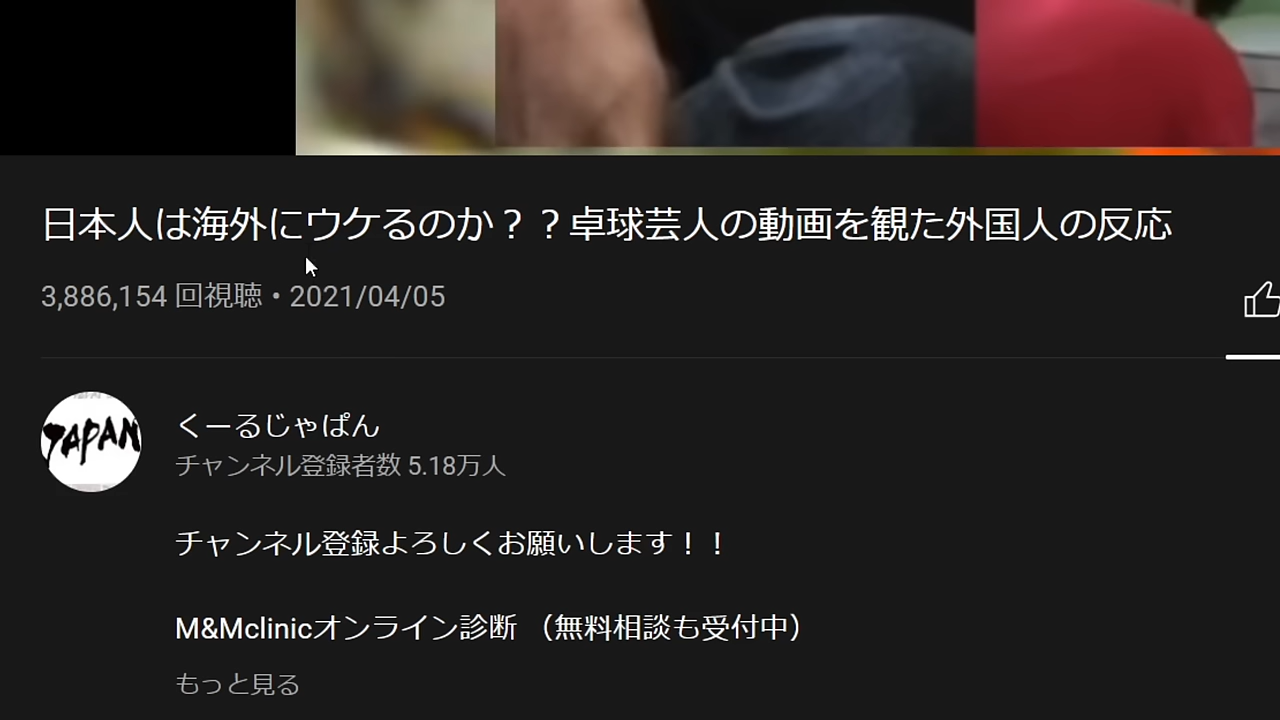 日本人は海外にウケるのか？？卓球芸人の動画を観た外国人の反応
3,886,154 回視聴・2021/04/05
JAPAN
くーるじゃぱん
チャンネル登録者数 5.18万人
チャンネル登録よろしくお願いします！！
M&Mclinicオンライン診断 （無料相談も受付中）
もっと見る